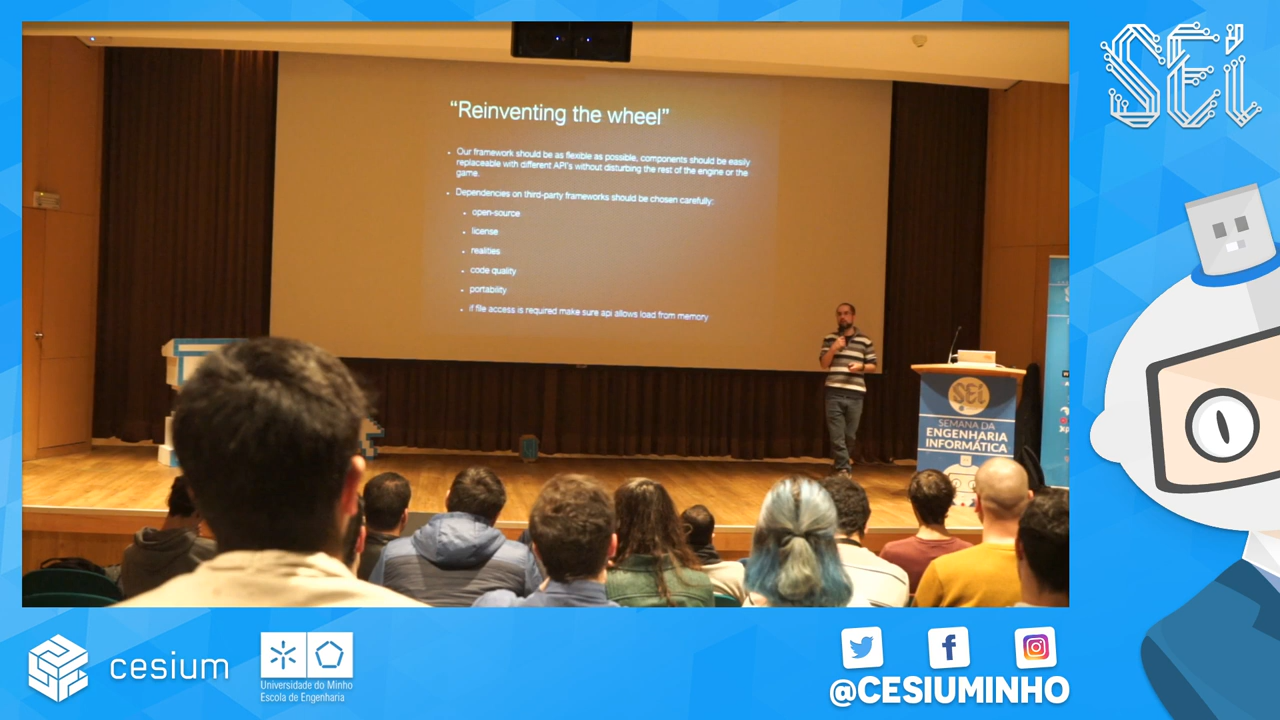 SEi
“Reinventing the wheel”
• Our framework should be as flexible as possible, components should be easily
replaceable with different API's without disturbing the rest of the engine or the
game.
• Dependencies on third-party frameworks should be chosen carefully:
• open-source
• license
• realities
• code quality
• portability
• if file access is required make sure api allows load from memory
SEi
SEMANA DA
ENGENHARIA
INFORMÁTICA
cesium
Universidade do Minho
Escola de Engenharia
@CESIUMINHO